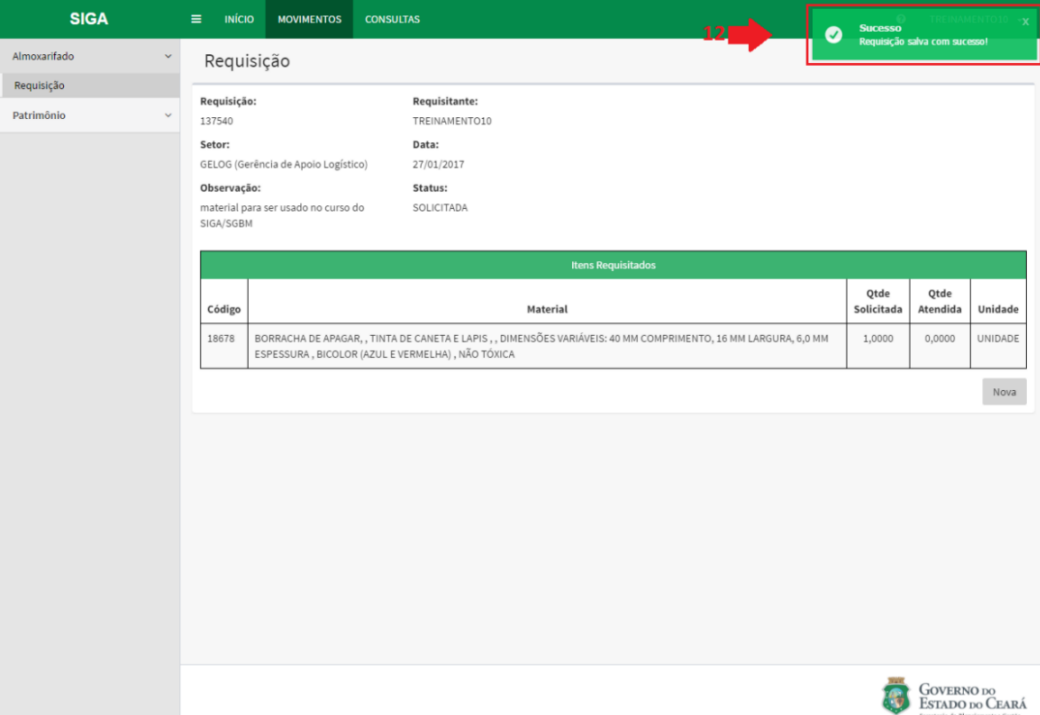 SIGA
INÍCIO
MOVIMENTOS
CONSULTAS
12
Sucesso
Requisição salva com sucesso!
x
Almoxarifado
Requisição
Patrimônio
Requisição
Requisição:
Requisitante:
137540
TREINAMENTO10
Setor:
Data:
GELOG (Gerência de Apoio Logístico)
27/01/2017
Observação:
Status:
material para ser usado no curso do
SIGA/SGBM
SOLICITADA
Itens Requisitados
Código
Material
Qtde
Solicitada
Qtde
Atendida
Unidade
18678
BORRACHA DE APAGAR, , TINTA DE CANETA E LAPIS , , DIMENSÕES VARIÁVEIS: 40 MM COMPRIMENTO, 16 MM LARGURA, 6,0 MM
ESPESSURA , BICOLOR (AZUL E VERMELHA) , NÃO TÓXICA
1,0000
0,0000
UNIDADE
Nova
GOVERNO DO
ESTADO DO CEARÁ